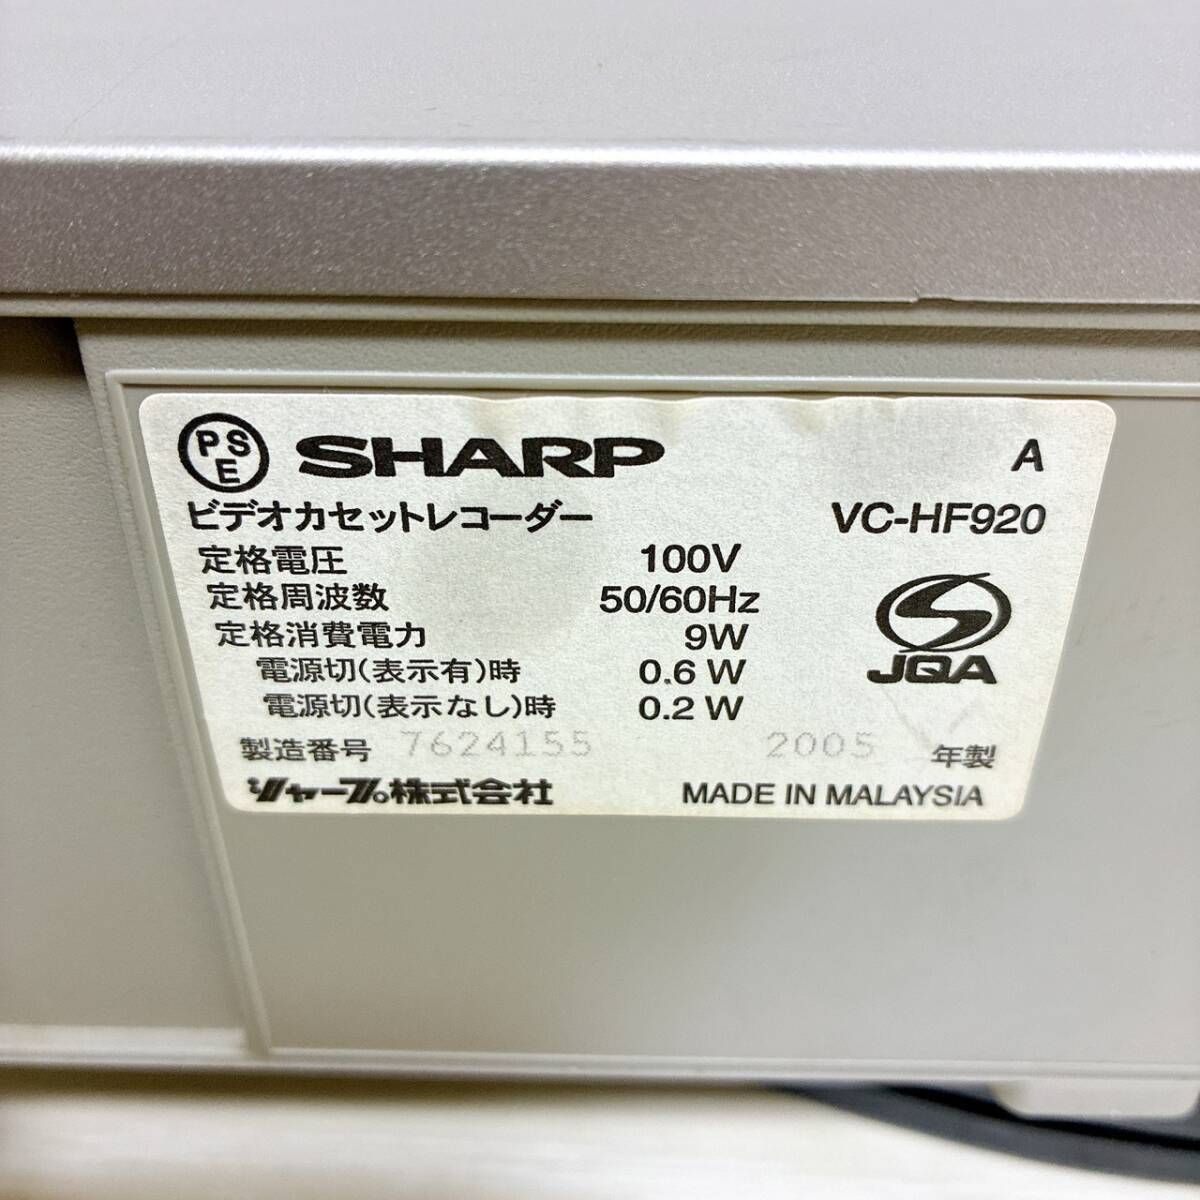 PSE SHARP A
ビデオカセットレコーダー VC-HF920
定格電圧 100V
定格周波数 50/60Hz
定格消費電力 9W
電源切(表示有)時 0.6 W
電源切(表示なし)時 0.2 W
JQA
製造番号 7624155 2005 年製
シャープ株式会社 MADE IN MALAYSIA